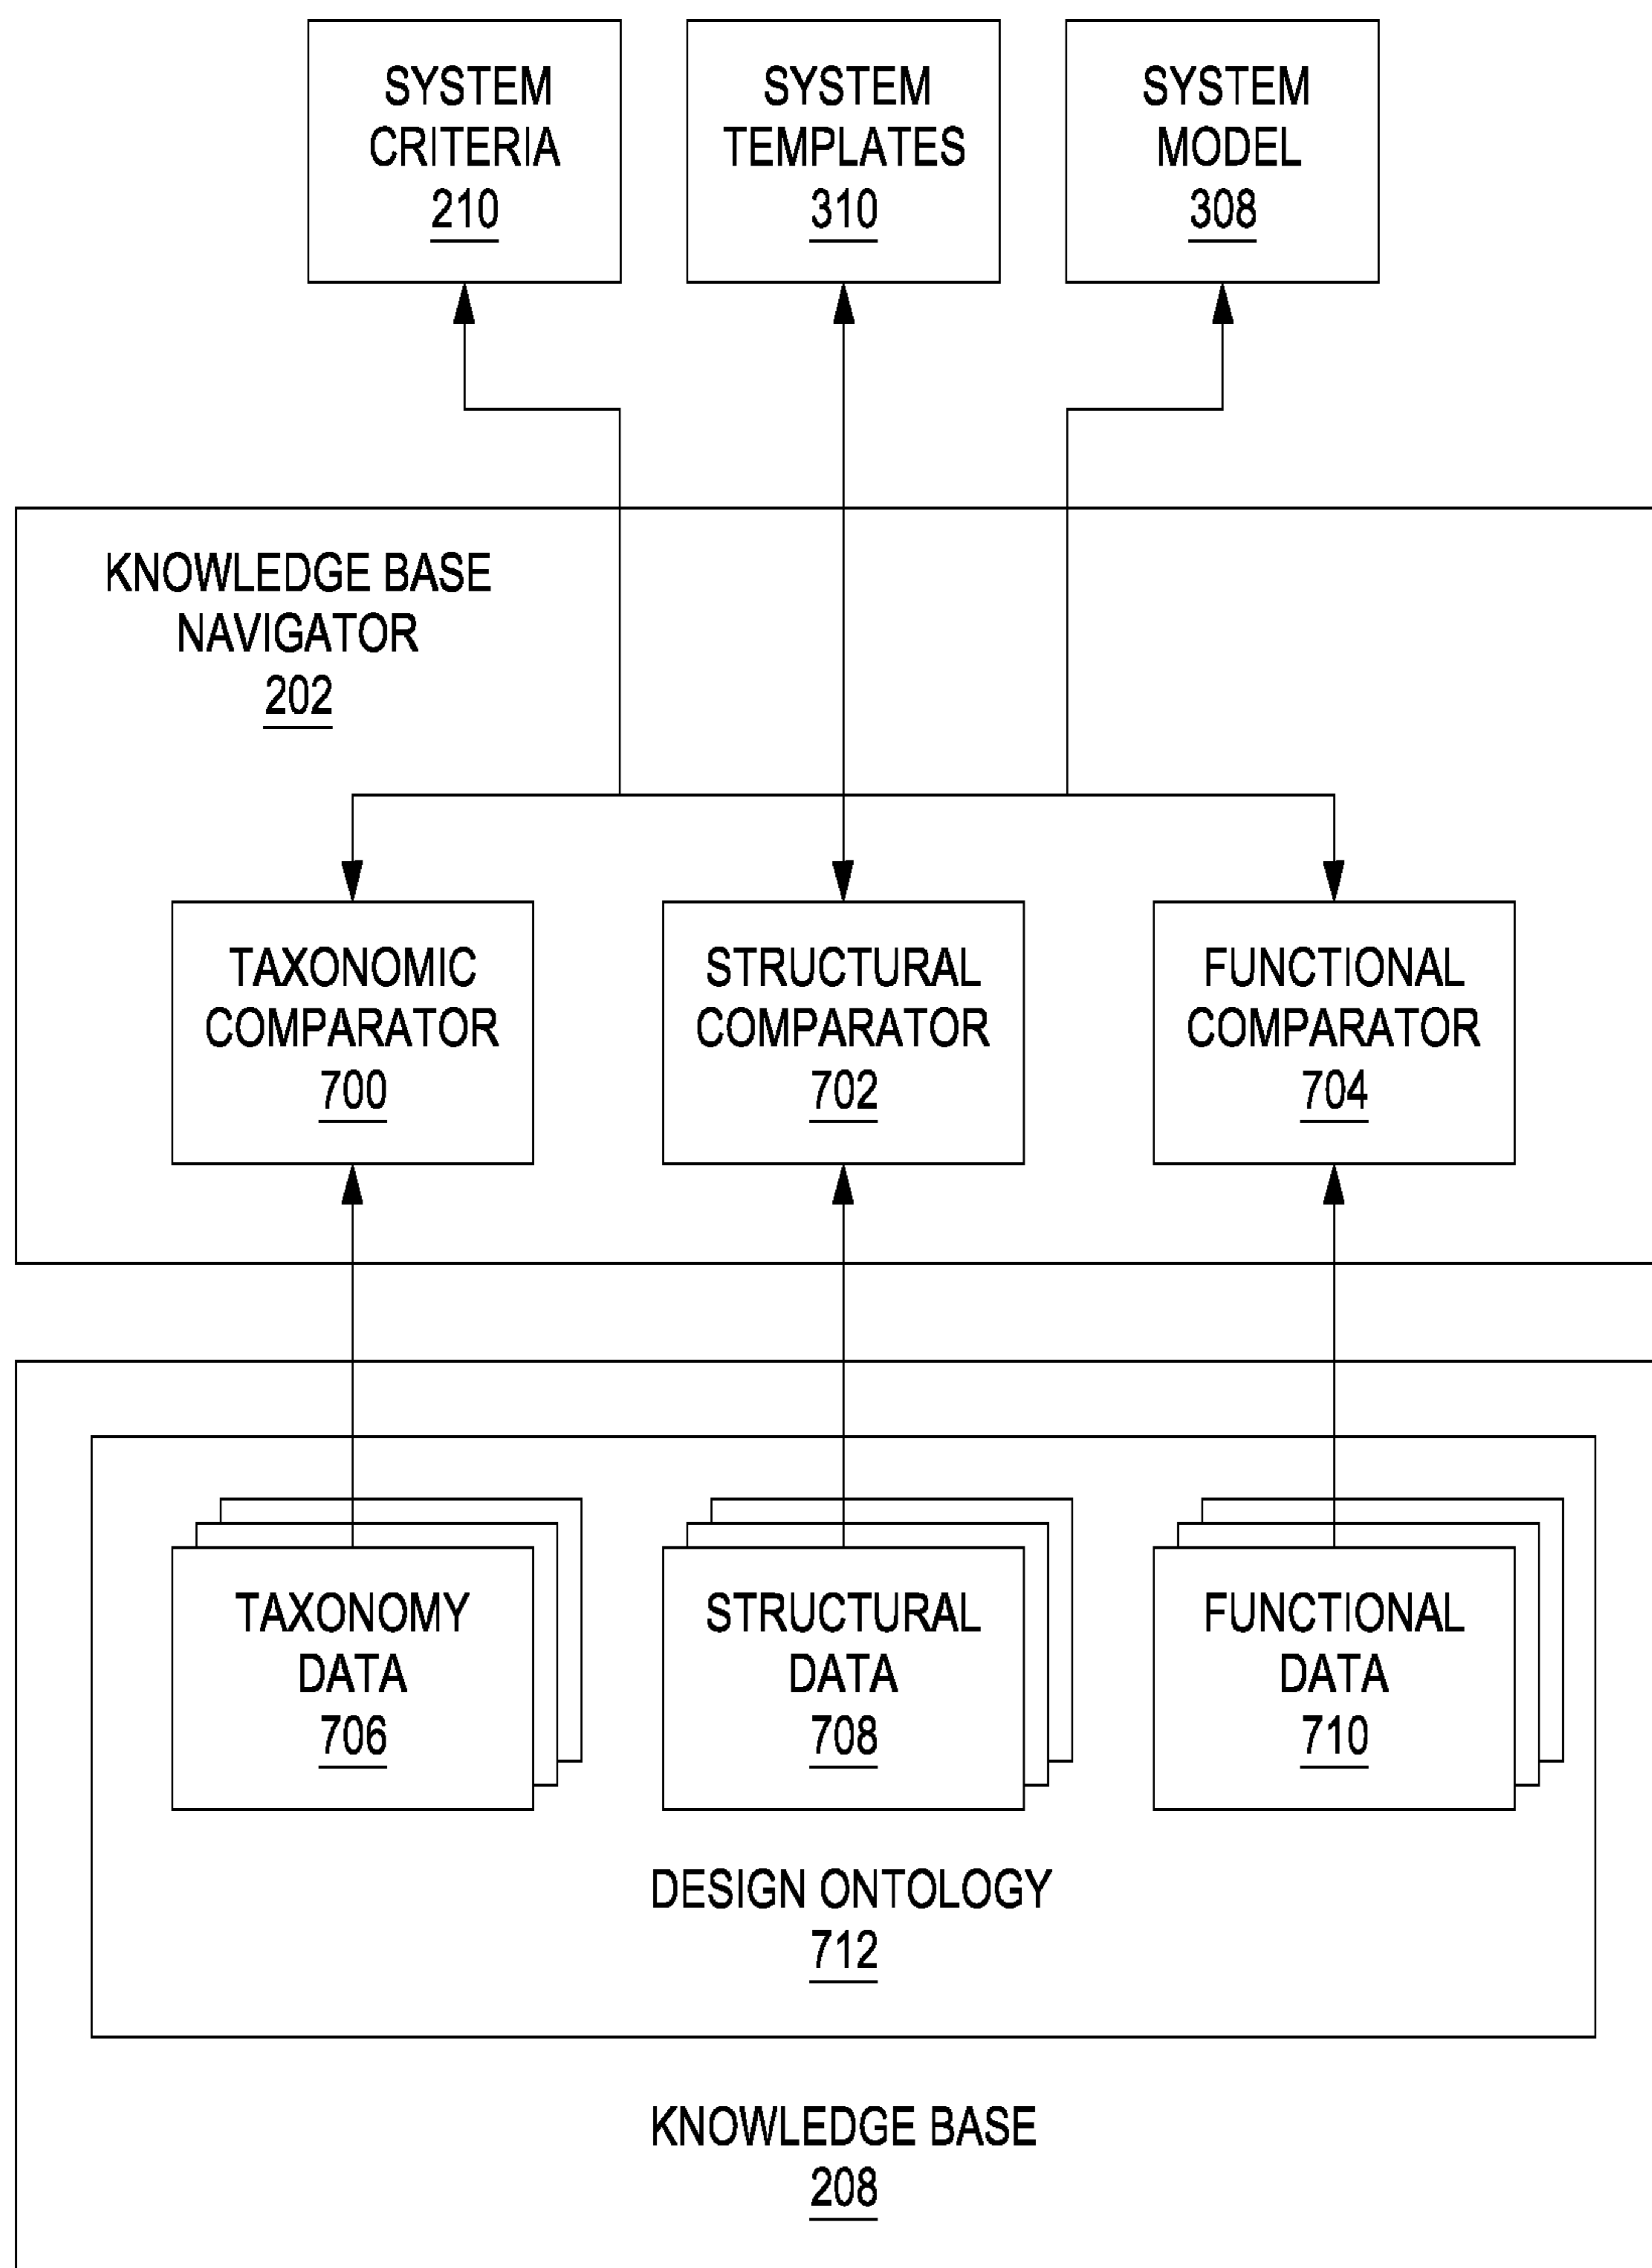 SYSTEM
CRITERIA
210
SYSTEM
TEMPLATES
310
SYSTEM
MODEL
308
KNOWLEDGE BASE
NAVIGATOR
202
TAXONOMIC
COMPARATOR
700
STRUCTURAL
COMPARATOR
702
FUNCTIONAL
COMPARATOR
704
TAXONOMY
DATA
706
STRUCTURAL
DATA
708
FUNCTIONAL
DATA
710
DESIGN ONTOLOGY
712
KNOWLEDGE BASE
208